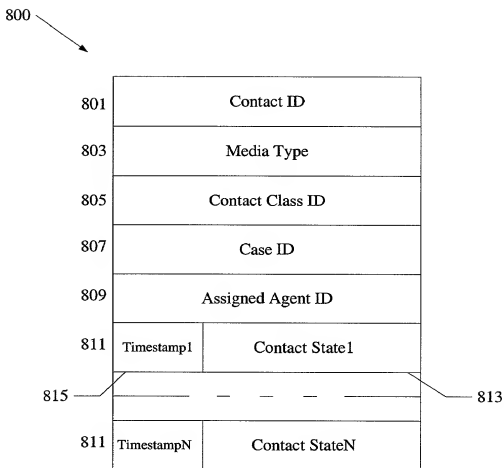 800
801 Contact ID
803 Media Type
805 Contact Class ID
807 Case ID
809 Assigned Agent ID
811 Timestamp1 Contact State1
815 813
811 TimestampN Contact StateN